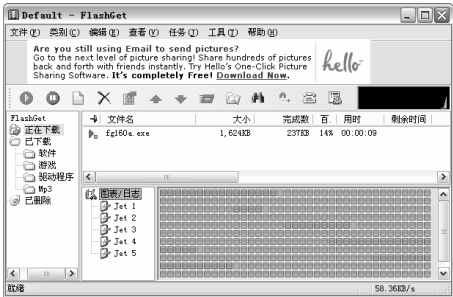 Default - FlashGet
文件(F) 类别(C) 编辑(E) 查看(V) 任务(J) 工具(T) 帮助(H)
Are you still using Email to send pictures?
Go to the next level of picture sharing! Share hundreds of pictures
back and forth with friends instantly. Try Hello's One-Click Picture
Sharing Software. It's completely Free! Download Now.
hello
FlashGet
正在下载
已下载
软件
游戏
驱动程序
Mp3
已删除
文件名 大小 完成数 百. 用时 剩余时间
fg160a.exe 1,624KB 237KB 14% 00:00:09
图表/日志
Jet 1
Jet 2
Jet 3
Jet 4
Jet 5
就绪 58.36KB/s